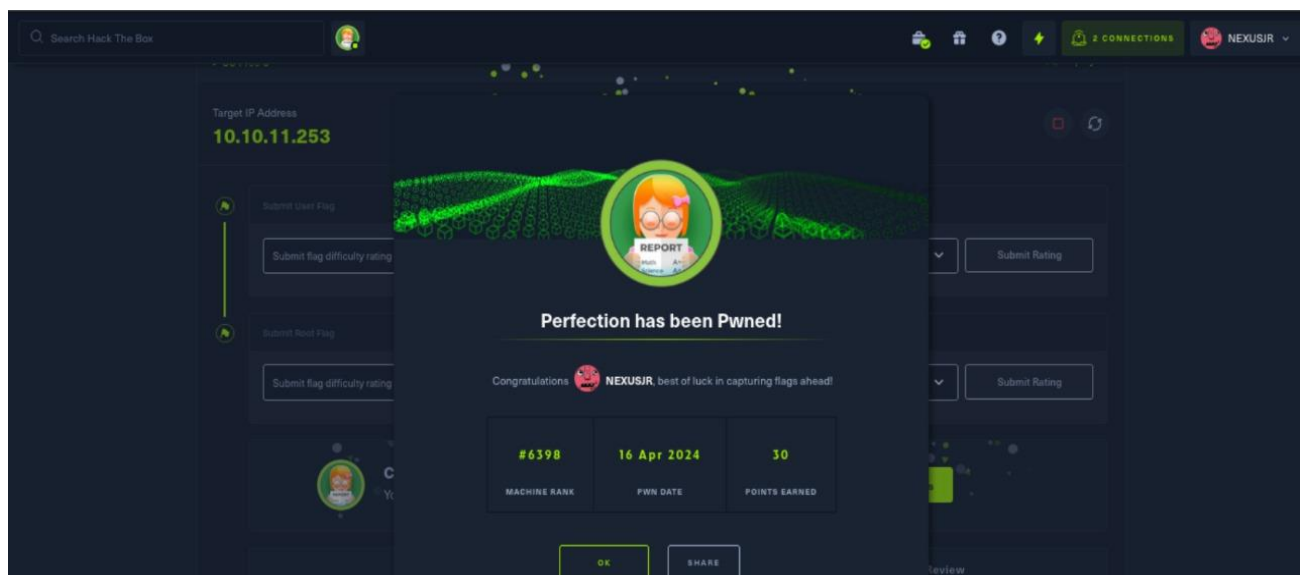 Search Hack The Box
2 CONNECTIONS
NEXUSJR
Target IP Address
10.10.11.253
Submit User Flag
Submit flag difficulty rating
Submit Rating
REPORT
Math A+
Science A+
Perfection has been Pwned!
Submit Root Flag
Congratulations NEXUSJR, best of luck in capturing flags ahead!
Submit flag difficulty rating
Submit Rating
#6398 16 Apr 2024 30
MACHINE RANK PWN DATE POINTS EARNED
OK SHARE
Review